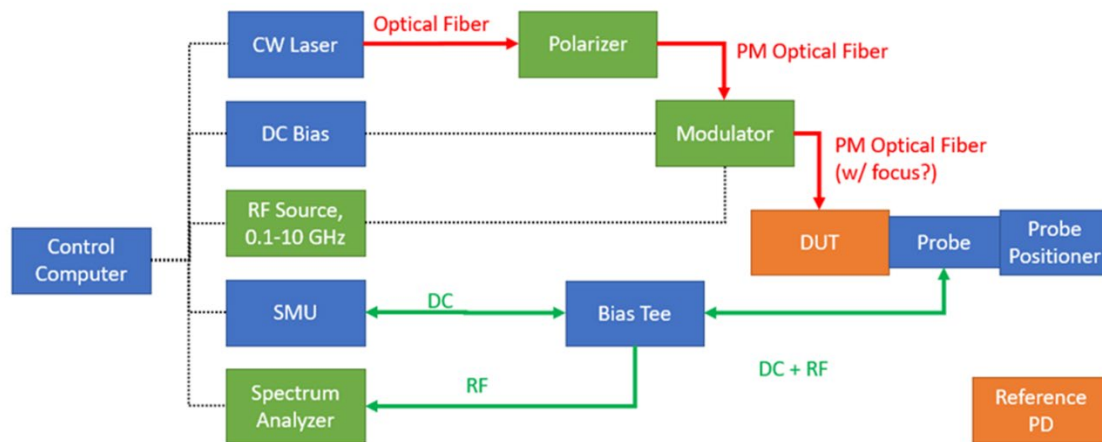 CW Laser
Optical Fiber
Polarizer
PM Optical Fiber
DC Bias
Modulator
PM Optical Fiber
(w/ focus?)
RF Source,
0.1-10 GHz
Control
Computer
DUT
Probe
Probe
Positioner
SMU
DC
Bias Tee
DC + RF
Spectrum
Analyzer
RF
Reference
PD